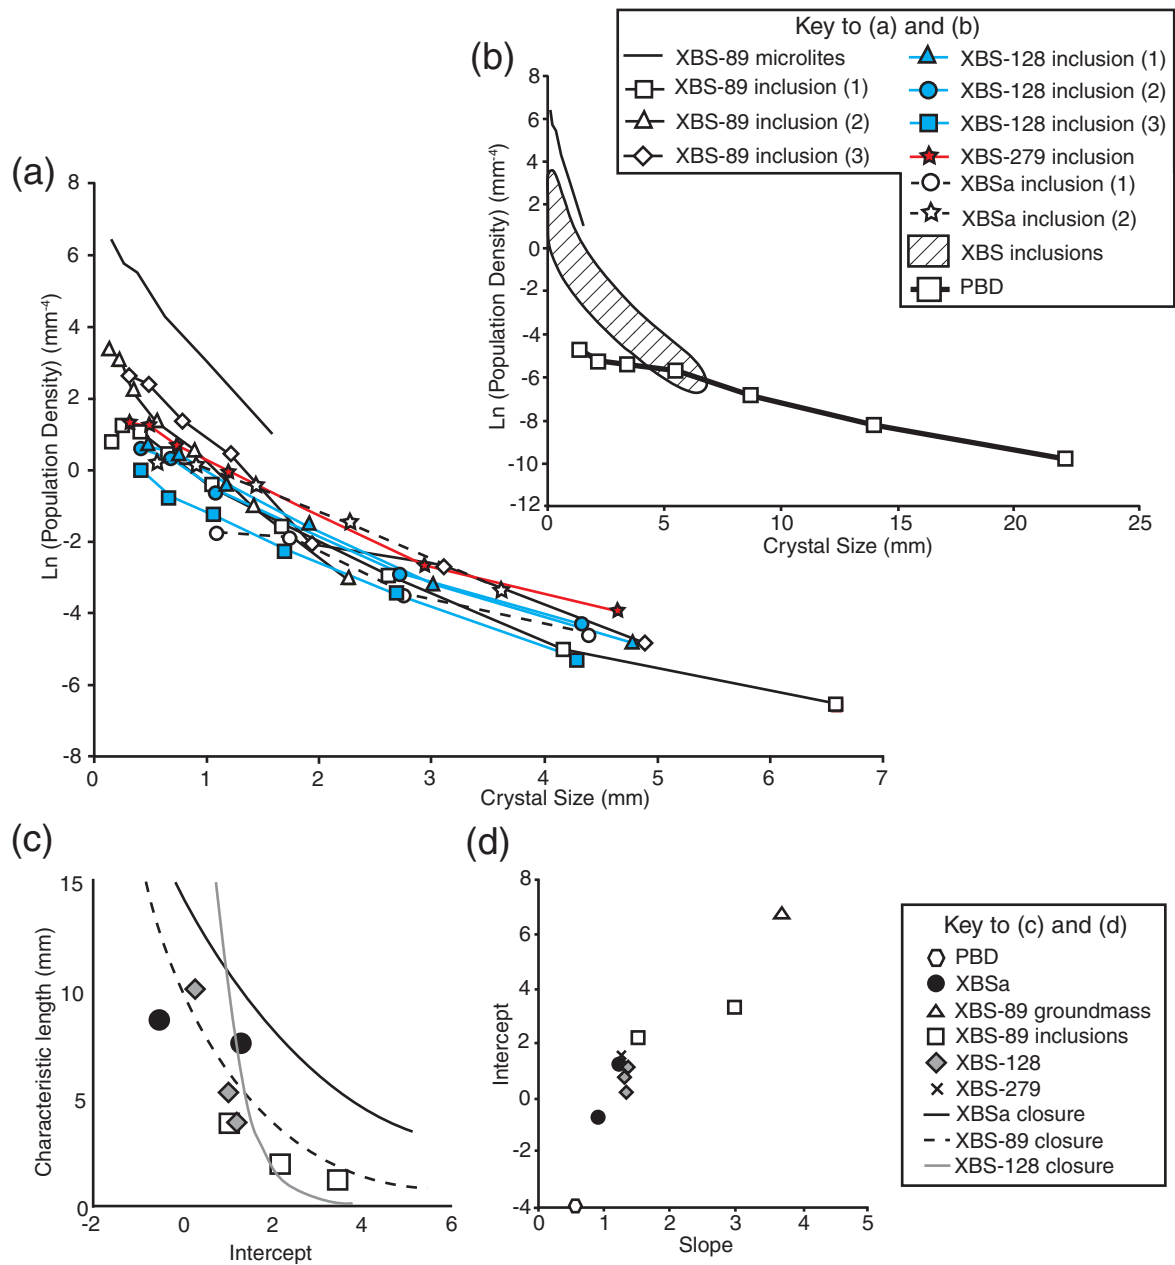 Key to (a) and (b)
XBS-89 microlites
XBS-89 inclusion (1)
XBS-89 inclusion (2)
XBS-89 inclusion (3)
XBS-128 inclusion (1)
XBS-128 inclusion (2)
XBS-128 inclusion (3)
XBS-279 inclusion
XBSa inclusion (1)
XBSa inclusion (2)
XBS inclusions
PBD
(b)
Ln (Population Density) (mm-4)
8
6
4
2
0
-2
-4
-6
-8
-10
-12
0
5
10
15
20
25
Crystal Size (mm)
(a)
Ln (Population Density) (mm-4)
8
6
4
2
0
-2
-4
-6
-8
0
1
2
3
4
5
6
7
Crystal Size (mm)
(c)
Characteristic length (mm)
15
10
5
0
-2
0
2
4
6
Intercept
(d)
Intercept
8
6
4
2
0
-2
-4
0
1
2
3
4
5
Slope
Key to (c) and (d)
PBD
XBSa
XBS-89 groundmass
XBS-89 inclusions
XBS-128
XBS-279
XBSa closure
XBS-89 closure
XBS-128 closure